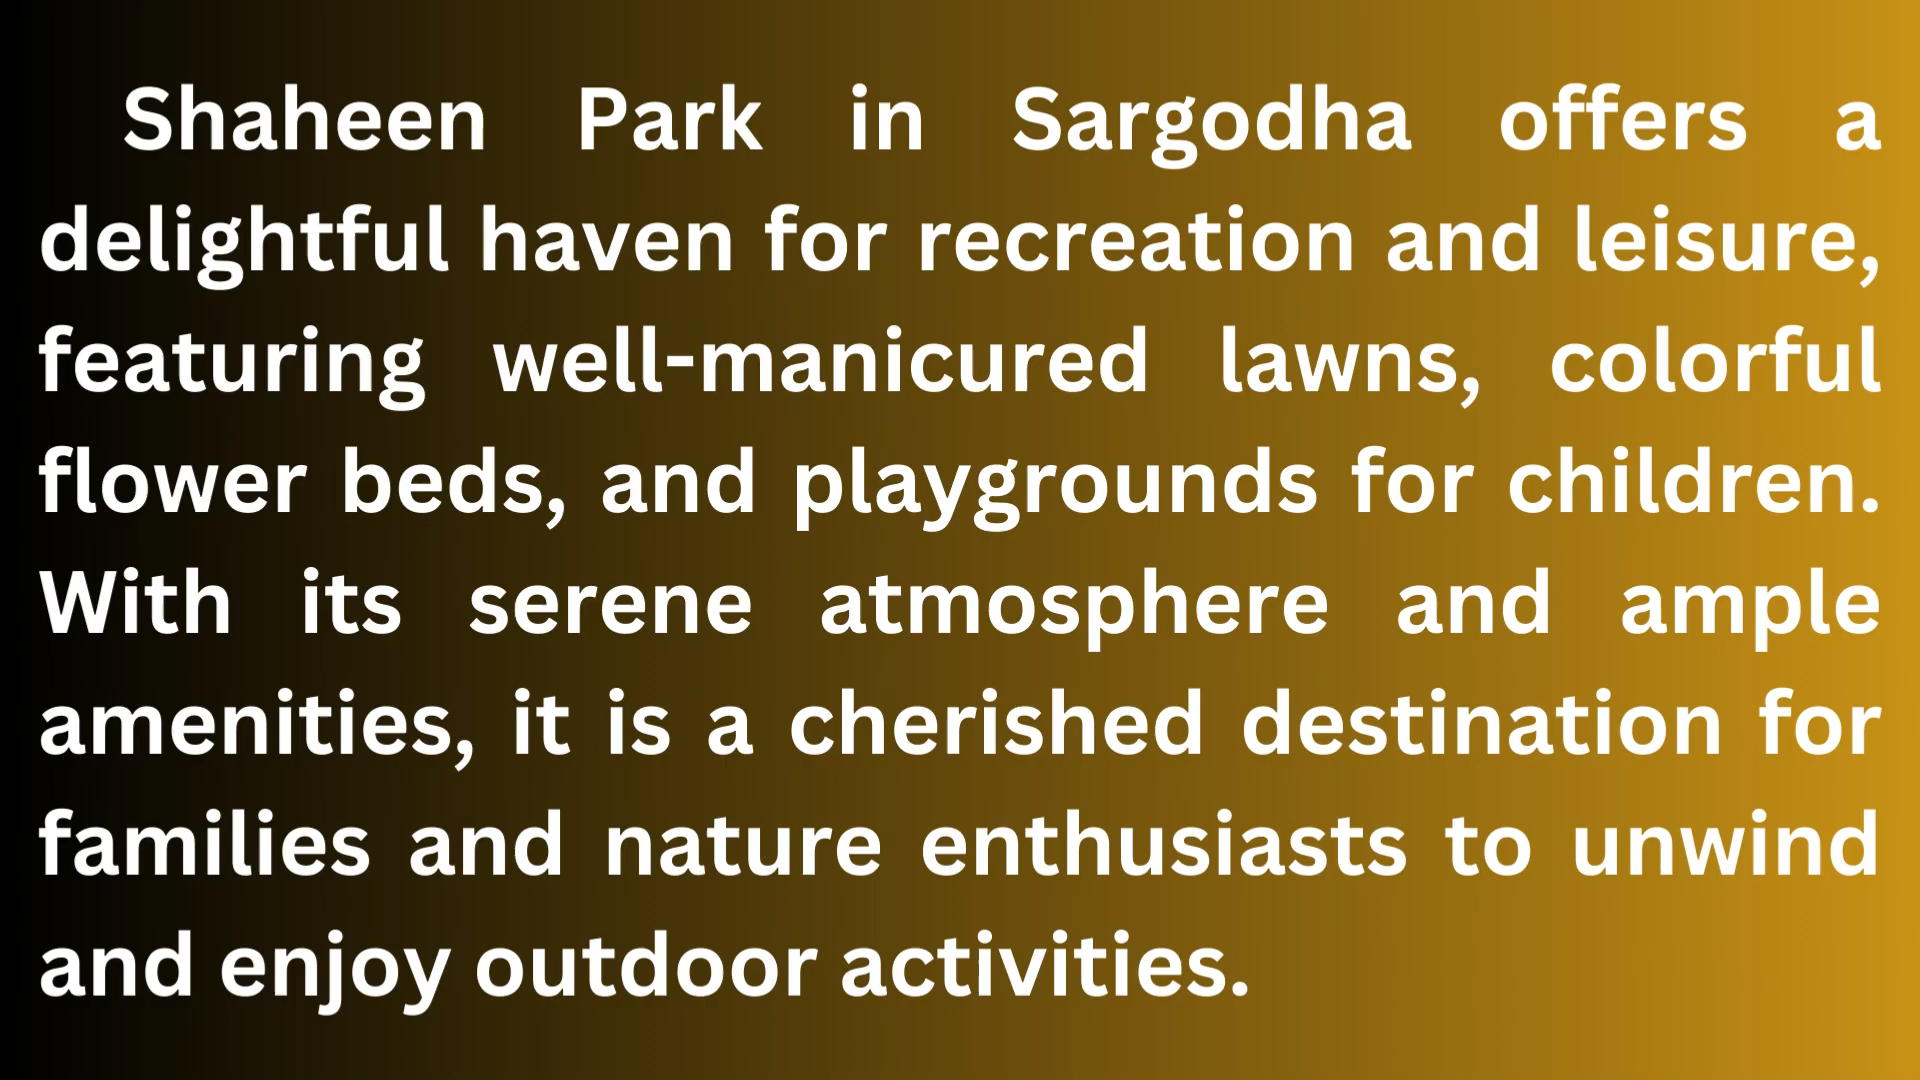 Shaheen Park in Sargodha offers a
delightful haven for recreation and leisure,
featuring well-manicured lawns, colorful
flower beds, and playgrounds for children.
With its serene atmosphere and ample
amenities, it is a cherished destination for
families and nature enthusiasts to unwind
and enjoy outdoor activities.